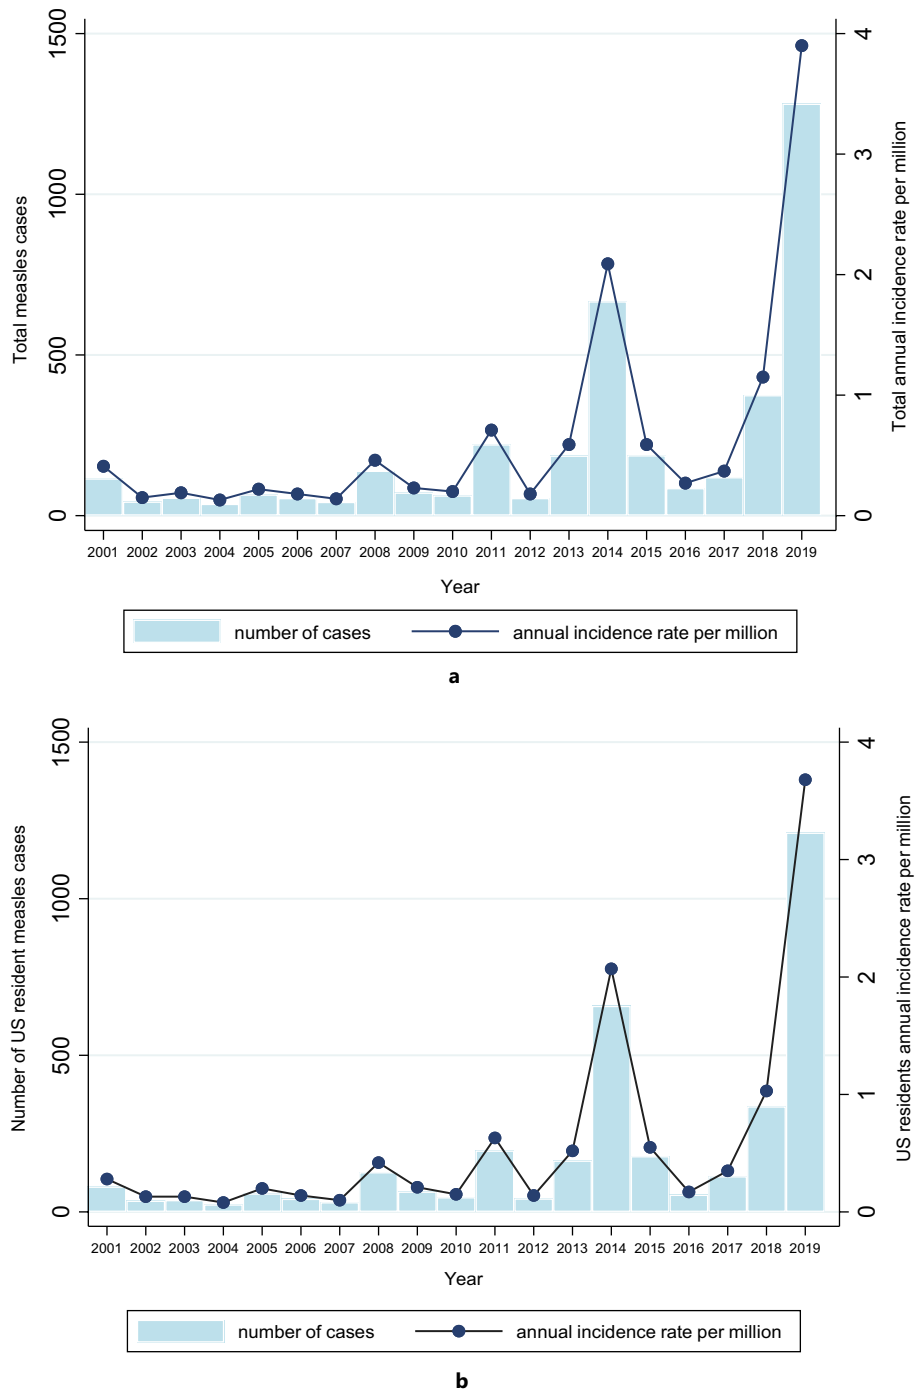 Total measles cases
1500
1000
500
0
4
3
2
1
0
Total annual incidence rate per million
2001 2002 2003 2004 2005 2006 2007 2008 2009 2010 2011 2012 2013 2014 2015 2016 2017 2018 2019
Year
number of cases annual incidence rate per million
a
Number of US resident measles cases
1500
1000
500
0
4
3
2
1
0
US residents annual incidence rate per million
2001 2002 2003 2004 2005 2006 2007 2008 2009 2010 2011 2012 2013 2014 2015 2016 2017 2018 2019
Year
number of cases annual incidence rate per million
b